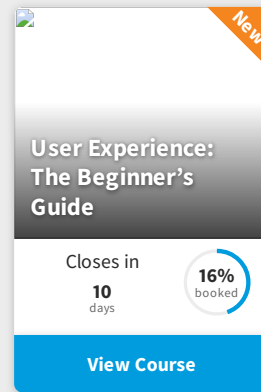 New
User Experience:
The Beginner's
Guide
Closes in
10
days
16%
booked
View Course